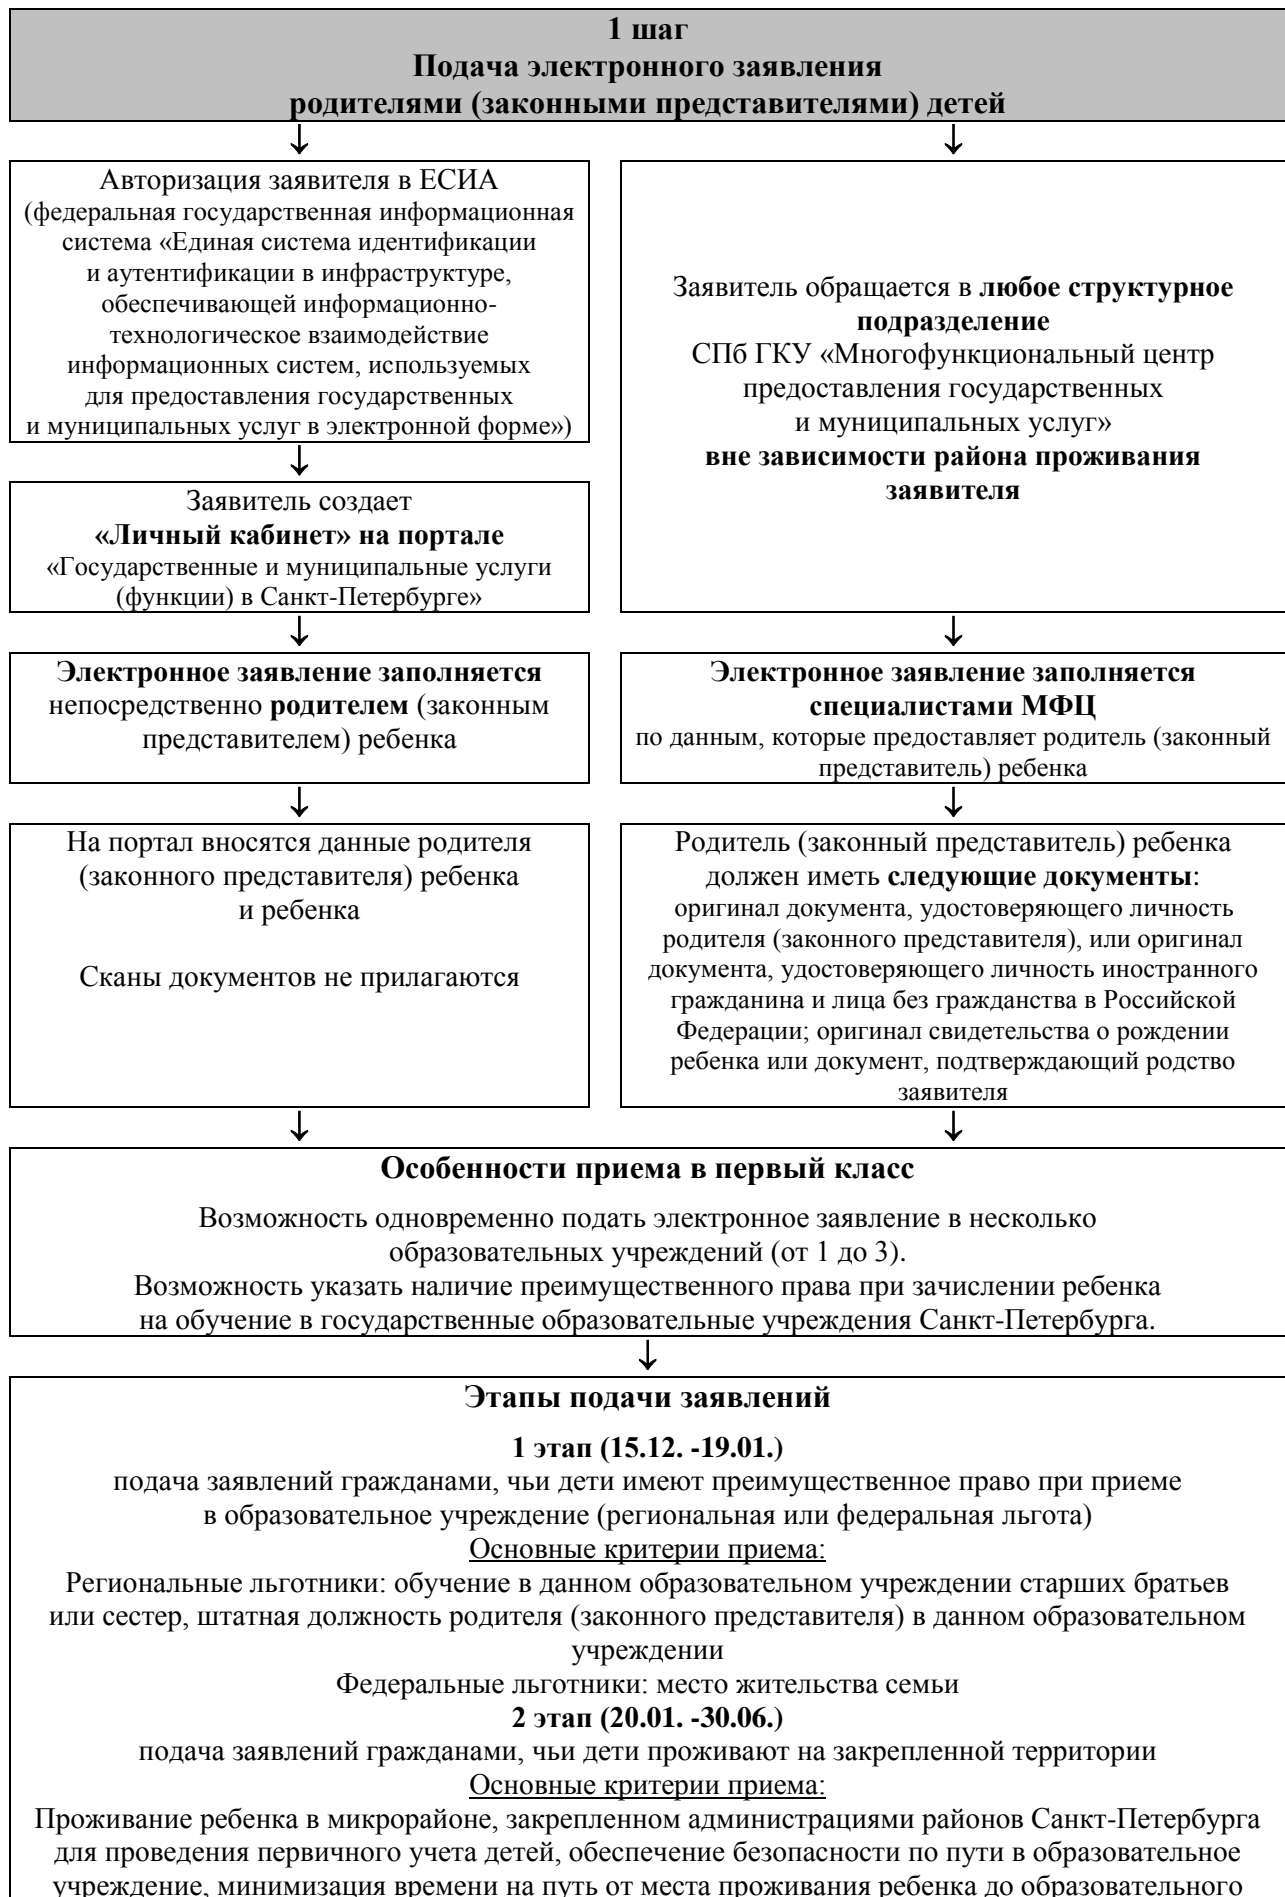 1 шаг
Подача электронного заявления
родителями (законными представителями) детей
Авторизация заявителя в ЕСИА
(федеральная государственная информационная
система «Единая система идентификации
и аутентификации в инфраструктуре,
обеспечивающей информационно-
технологическое взаимодействие
информационных систем, используемых
для предоставления государственных
и муниципальных услуг в электронной форме»)
Заявитель создает
«Личный кабинет» на портале
«Государственные и муниципальные услуги
(функции) в Санкт-Петербурге»
Заявитель обращается в любое структурное
подразделение
СПб ГКУ «Многофункциональный центр
предоставления государственных
и муниципальных услуг»
вне зависимости района проживания
заявителя
Электронное заявление заполняется
непосредственно родителем (законным
представителем) ребенка
Электронное заявление заполняется
специалистами МФЦ
по данным, которые предоставляет родитель (законный
представитель) ребенка
На портал вносятся данные родителя
(законного представителя) ребенка
и ребенка
Сканы документов не прилагаются
Родитель (законный представитель) ребенка
должен иметь следующие документы:
оригинал документа, удостоверяющего личность
родителя (законного представителя), или оригинал
документа, удостоверяющего личность иностранного
гражданина и лица без гражданства в Российской
Федерации; оригинал свидетельства о рождении
ребенка или документ, подтверждающий родство
заявителя
Особенности приема в первый класс
Возможность одновременно подать электронное заявление в несколько
образовательных учреждений (от 1 до 3).
Возможность указать наличие преимущественного права при зачислении ребенка
на обучение в государственные образовательные учреждения Санкт-Петербурга.
Этапы подачи заявлений
1 этап (15.12. -19.01.)
подача заявлений гражданами, чьи дети имеют преимущественное право при приеме
в образовательное учреждение (региональная или федеральная льгота)
Основные критерии приема:
Региональные льготники: обучение в данном образовательном учреждении старших братьев
или сестер, штатная должность родителя (законного представителя) в данном образовательном
учреждении
Федеральные льготники: место жительства семьи
2 этап (20.01. -30.06.)
подача заявлений гражданами, чьи дети проживают на закрепленной территории
Основные критерии приема:
Проживание ребенка в микрорайоне, закрепленном администрациями районов Санкт-Петербурга
для проведения первичного учета детей, обеспечение безопасности по пути в образовательное
учреждение, минимизация времени на путь от места проживания ребенка до образовательного